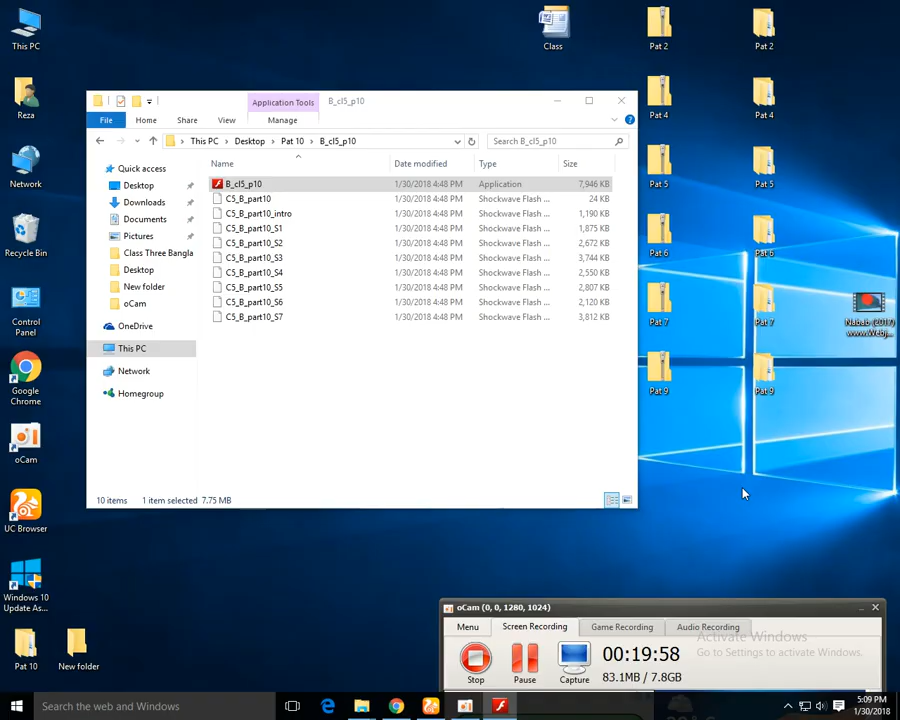 This PC
Reza
Network
Recycle Bin
Control
Panel
Google
Chrome
oCam
UC Browser
Windows 10
Update As...
Pat 10
New folder
Class
Pat 2
Pat 2
Pat 4
Pat 4
Pat 5
Pat 5
Pat 6
Pat 6
Pat 7
Pat 7
Pat 9
Pat 9
Nabab (2017)
www.Webj...
Application Tools
B_cl5_p10
File Home Share View Manage
This PC Desktop Pat 10 B_cl5_p10
Search B_cl5_p10
Quick access
Desktop
Downloads
Documents
Pictures
Class Three Bangla
Desktop
New folder
oCam
OneDrive
This PC
Network
Homegroup
Name Date modified Type Size
B_cl5_p10 1/30/2018 4:48 PM Application 7,946 KB
C5_B_part10 1/30/2018 4:48 PM Shockwave Flash ... 24 KB
C5_B_part10_intro 1/30/2018 4:48 PM Shockwave Flash ... 1,190 KB
C5_B_part10_S1 1/30/2018 4:48 PM Shockwave Flash ... 1,875 KB
C5_B_part10_S2 1/30/2018 4:48 PM Shockwave Flash ... 2,672 KB
C5_B_part10_S3 1/30/2018 4:48 PM Shockwave Flash ... 3,744 KB
C5_B_part10_S4 1/30/2018 4:48 PM Shockwave Flash ... 2,550 KB
C5_B_part10_S5 1/30/2018 4:48 PM Shockwave Flash ... 2,807 KB
C5_B_part10_S6 1/30/2018 4:48 PM Shockwave Flash ... 2,120 KB
C5_B_part10_S7 1/30/2018 4:48 PM Shockwave Flash ... 3,812 KB
10 items 1 item selected 7.75 MB
oCam (0, 0, 1280, 1024)
Menu Screen Recording Game Recording Audio Recording
Stop Pause Capture
00:19:58
83.1MB / 7.8GB
Activate Windows
Go to Settings to activate Windows.
Search the web and Windows
5:09 PM
1/30/2018